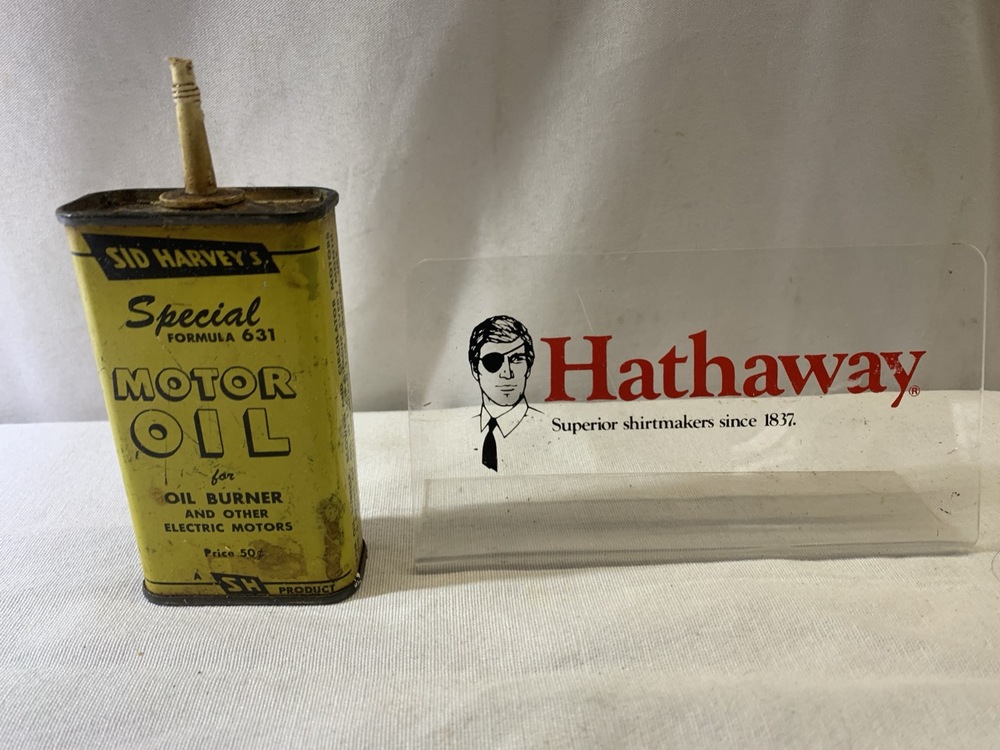 SID HARVEY'S
Special
FORMULA 631
MOTOR
OIL
for
OIL BURNER
AND OTHER
ELECTRIC MOTORS
Price 50¢
A SH PRODUCT
Hathaway®
Superior shirtmakers since 1837.